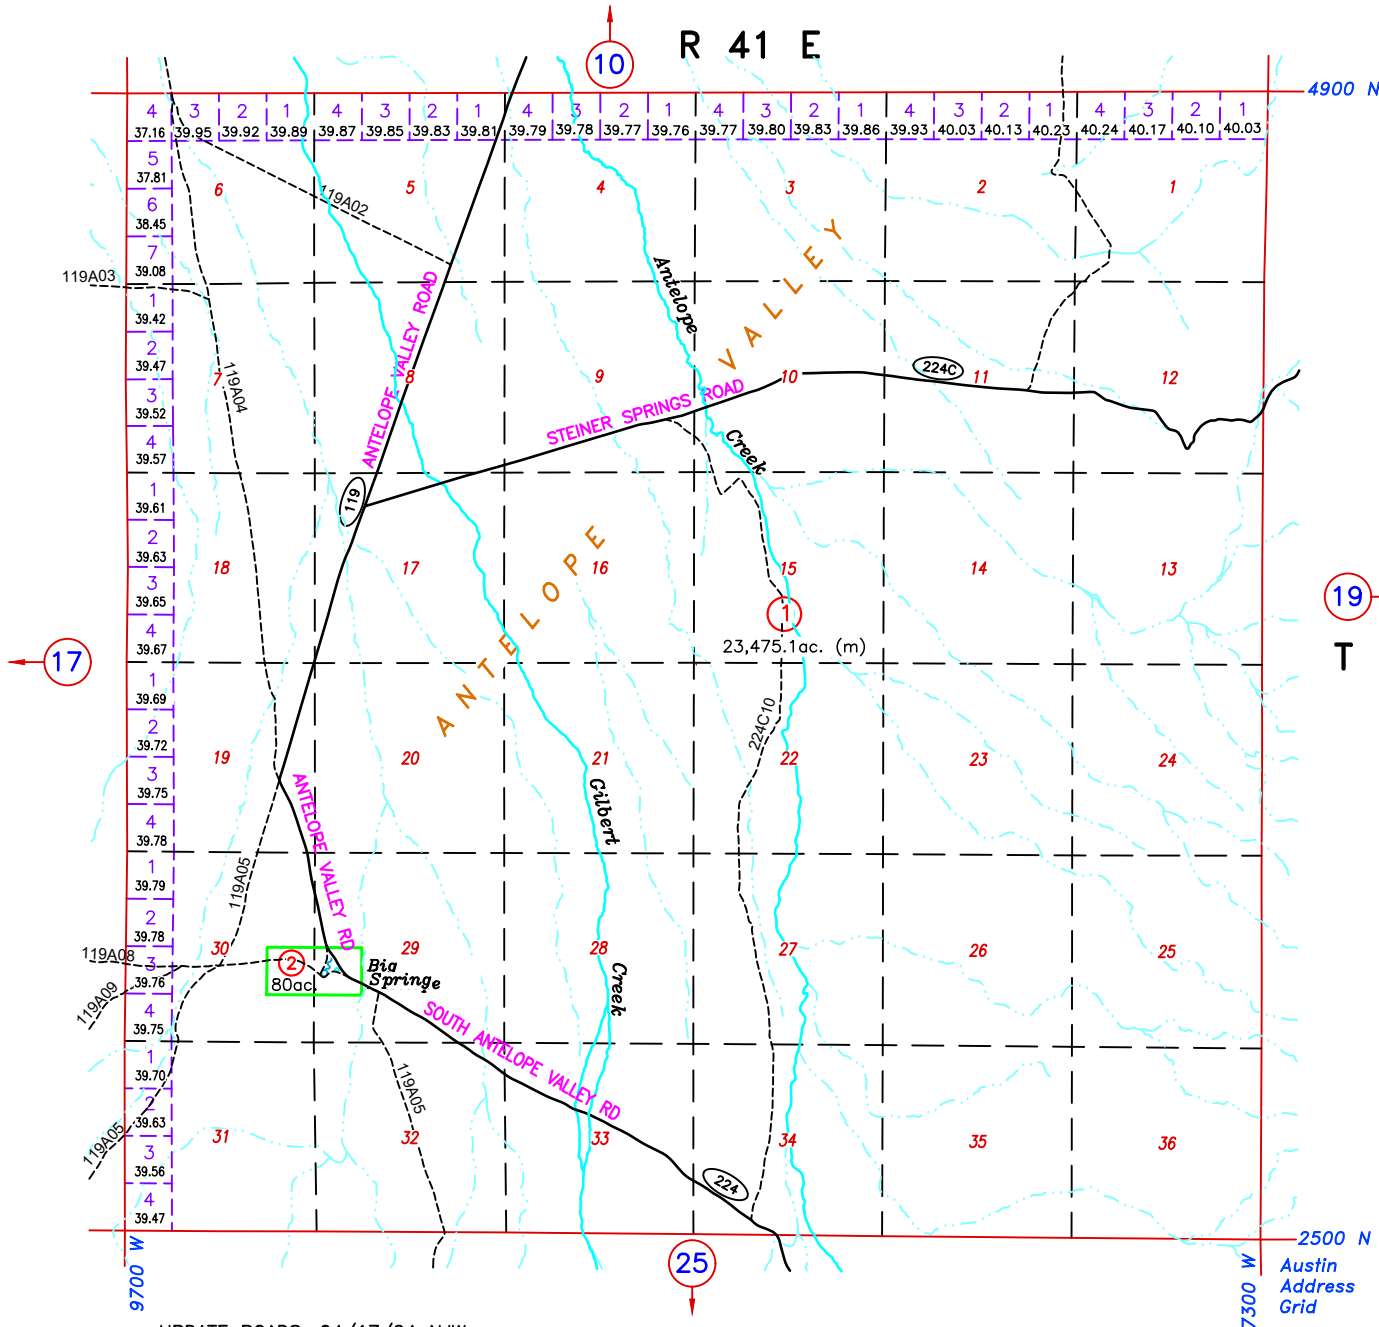 10
R 41 E
4900 N
4 3 2 1 4 3 2 1 4 3 2 1 4 3 2 1 4 3 2 1 4 3 2 1
37.16 39.95 39.92 39.89 39.87 39.85 39.83 39.81 39.79 39.78 39.77 39.76 39.77 39.80 39.83 39.86 39.93 40.03 40.13 40.23 40.24 40.17 40.10 40.03
5
37.81
6 5 4 3 2 1
6
38.45
119A02
7
39.08
119A03
Antelope
VALLEY
ANTELOPE VALLEY ROAD
1
39.42
2
39.47
7 8 9 10 11 12
224C
119A04
3
39.52
STEINER SPRINGS ROAD
4
39.57
Creek
119
1
39.61
2
39.63
18 17 16 15 14 13
3
39.65
1
23,475.1ac. (m)
19
4
39.67
17
T
ANTELOPE
1
39.69
2
39.72
224C10
19 20 21 22 23 24
3
39.75
ANTELOPE VALLEY RD
Gilbert
4
39.78
1
39.79
119A05
2
39.78
30 29 28 27 26 25
119A08
3
39.76
2
80ac.
Big
Springe
Creek
119A09
4
39.75
SOUTH ANTELOPE VALLEY RD
1
39.70
119A05
2
39.63
31 32 33 34 35 36
119A05
3
39.56
4
39.47
224
2500 N
9700 W
25
7300 W
Austin
Address
Grid